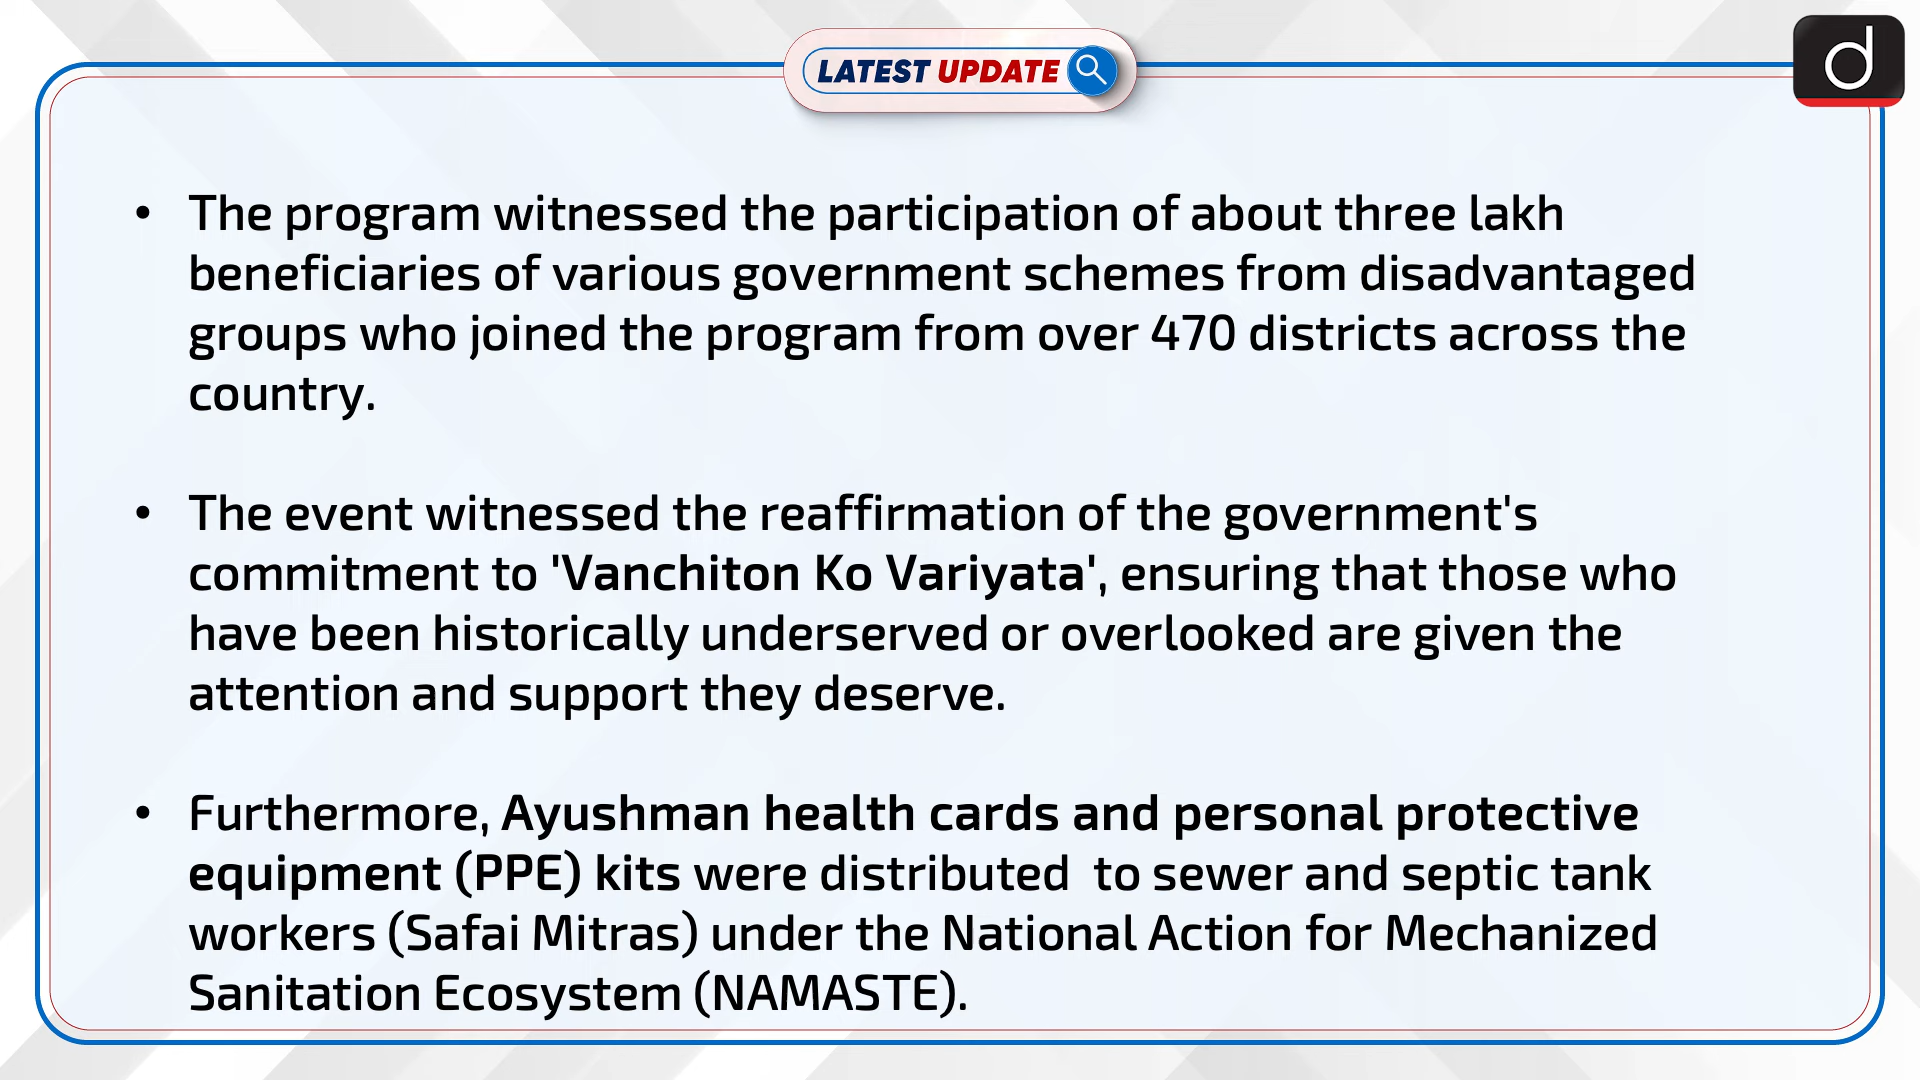 LATEST UPDATE
d
• The program witnessed the participation of about three lakh
beneficiaries of various government schemes from disadvantaged
groups who joined the program from over 470 districts across the
country.
• The event witnessed the reaffirmation of the government's
commitment to 'Vanchiton Ko Variyata', ensuring that those who
have been historically underserved or overlooked are given the
attention and support they deserve.
• Furthermore, Ayushman health cards and personal protective
equipment (PPE) kits were distributed  to sewer and septic tank
workers (Safai Mitras) under the National Action for Mechanized
Sanitation Ecosystem (NAMASTE).